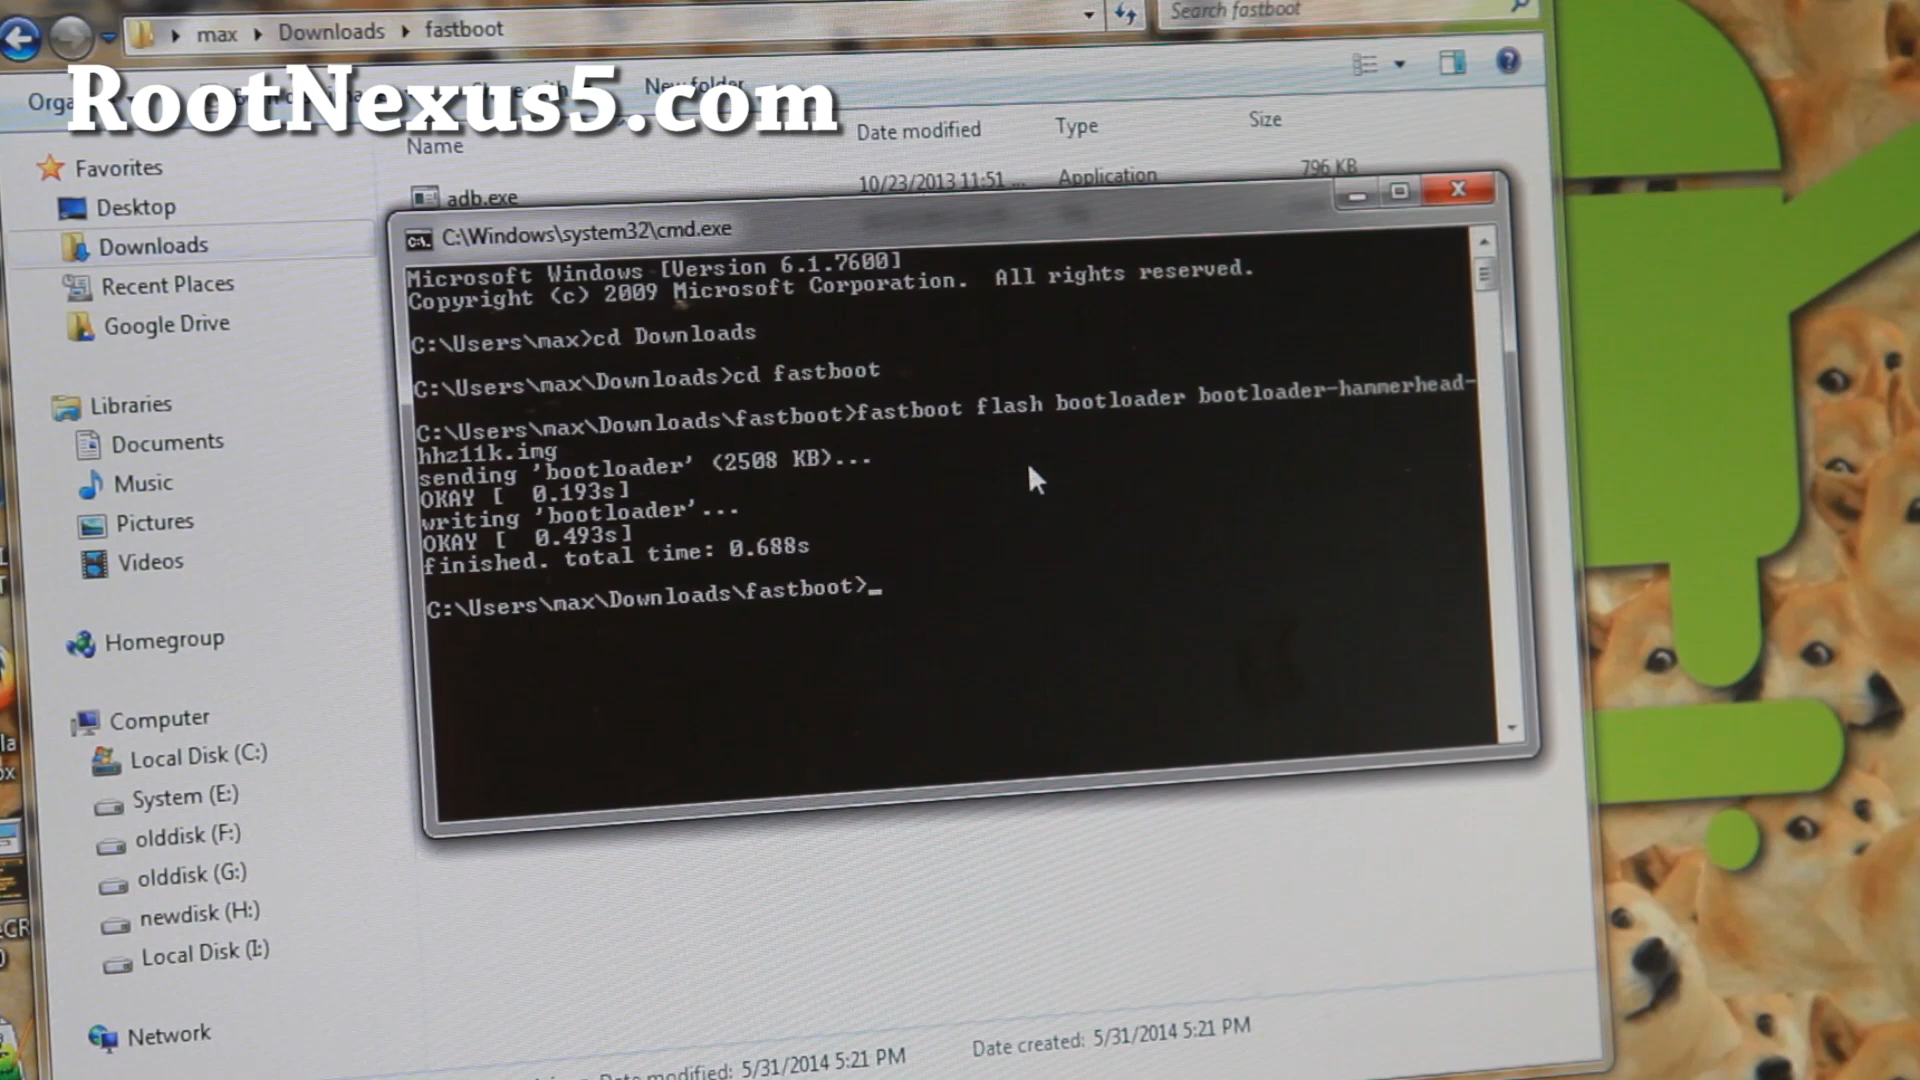 max ▸ Downloads ▸ fastboot
Search fastboot
RootNexus5.com
New folder
Name
Date modified
Type
Size
adb.exe
10/23/2013 11:51 ...
Application
796 KB
Favorites
Desktop
Downloads
Recent Places
Google Drive
Libraries
Documents
Music
Pictures
Videos
Homegroup
Computer
Local Disk (C:)
System (E:)
olddisk (F:)
olddisk (G:)
newdisk (H:)
Local Disk (I:)
Network
C:\Windows\system32\cmd.exe
Microsoft Windows [Version 6.1.7600]
Copyright (c) 2009 Microsoft Corporation.  All rights reserved.
C:\Users\max>cd Downloads
C:\Users\max\Downloads>cd fastboot
C:\Users\max\Downloads\fastboot>fastboot flash bootloader bootloader-hammerhead-
hhz11k.img
sending 'bootloader' (2508 KB)...
OKAY [  0.193s]
writing 'bootloader'...
OKAY [  0.493s]
finished. total time: 0.688s
C:\Users\max\Downloads\fastboot>_
Date modified: 5/31/2014 5:21 PM
Date created: 5/31/2014 5:21 PM